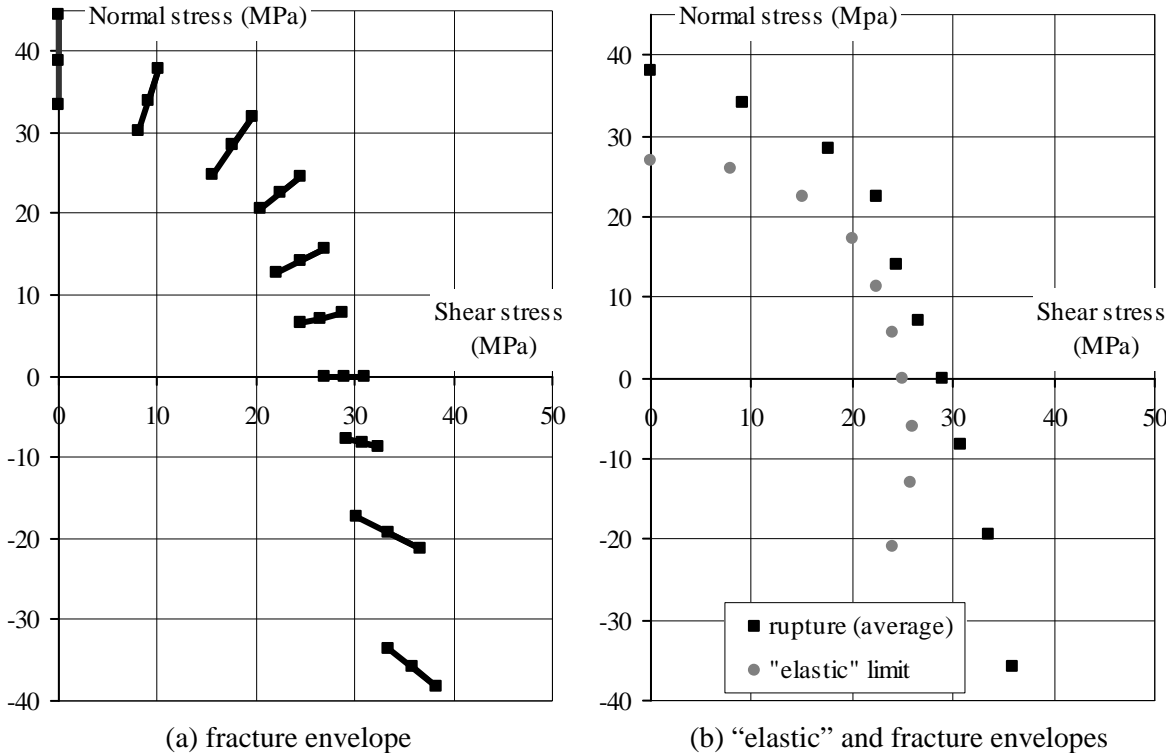 Normal stress (MPa)
40
30
20
10
0
-10
-20
-30
-40
0 10 20 30 40 50
Shear stress
(MPa)
(a) fracture envelope
Normal stress (Mpa)
40
30
20
10
0
-10
-20
-30
-40
0 10 20 30 40 50
Shear stress
(MPa)
rupture (average)
"elastic" limit
(b) “elastic” and fracture envelopes